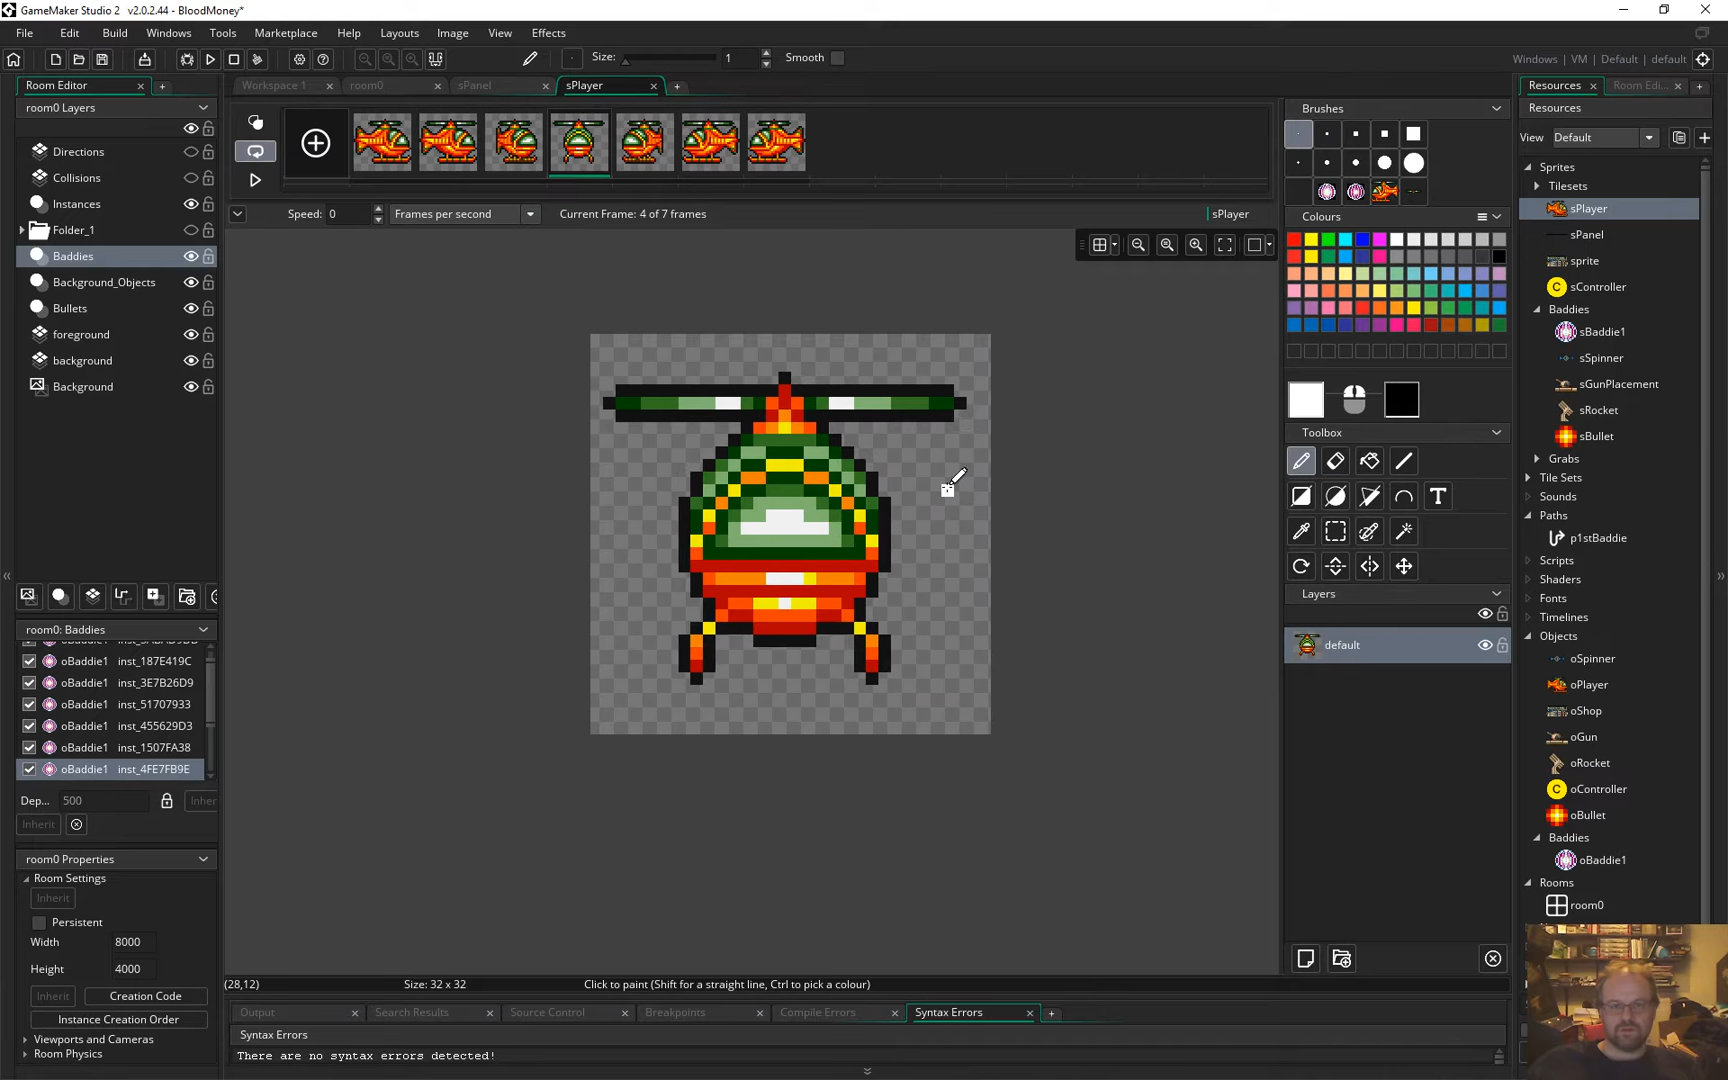 GameMaker Studio 2 v2.0.2.44 - BloodMoney*
File Edit Build Windows Tools Marketplace Help Layouts Image View Effects
Size: 1 Smooth
Windows | VM | Default | default
Room Editor
Workspace 1 room0 sPanel sPlayer
Resources Room Edi...
room0 Layers
Resources
Brushes
View Default
Directions
Collisions
Instances
Folder_1
Baddies
Background_Objects
Bullets
foreground
background
Background
Speed: 0 Frames per second Current Frame: 4 of 7 frames sPlayer
Colours
Toolbox
T
Layers
default
Sprites
Tilesets
sPlayer
sPanel
sprite
C sController
Baddies
sBaddie1
sSpinner
sGunPlacement
sRocket
sBullet
Grabs
Tile Sets
Sounds
Paths
p1stBaddie
Scripts
Shaders
Fonts
Timelines
Objects
oSpinner
oPlayer
oShop
oGun
oRocket
C oController
oBullet
Baddies
oBaddie1
Rooms
room0
room0: Baddies
oBaddie1 inst_187E419C
oBaddie1 inst_3E7B26D9
oBaddie1 inst_51707933
oBaddie1 inst_455629D3
oBaddie1 inst_1507FA38
oBaddie1 inst_4FE7FB9E
Dep... 500 Inheri
Inherit
room0 Properties
Room Settings
Inherit
Persistent
Width 8000
Height 4000
Inherit Creation Code
Instance Creation Order
Viewports and Cameras
Room Physics
(28,12) Size: 32 x 32 Click to paint (Shift for a straight line, Ctrl to pick a colour)
Output Search Results Source Control Breakpoints Compile Errors Syntax Errors
Syntax Errors
There are no syntax errors detected!